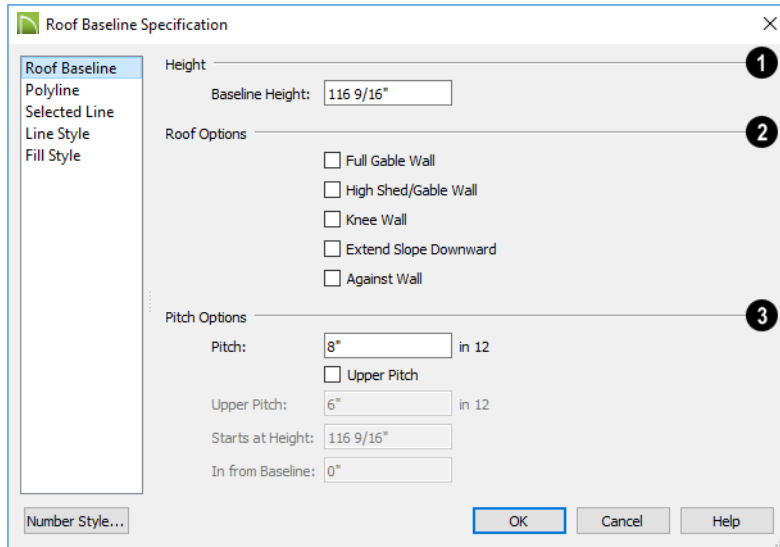 Roof Baseline Specification
Roof Baseline
Polyline
Selected Line
Line Style
Fill Style
Height
1
Baseline Height: 116 9/16"
Roof Options
2
Full Gable Wall
High Shed/Gable Wall
Knee Wall
Extend Slope Downward
Against Wall
Pitch Options
3
Pitch: 8" in 12
Upper Pitch
Upper Pitch: 6" in 12
Starts at Height: 116 9/16"
In from Baseline: 0"
Number Style...
OK
Cancel
Help